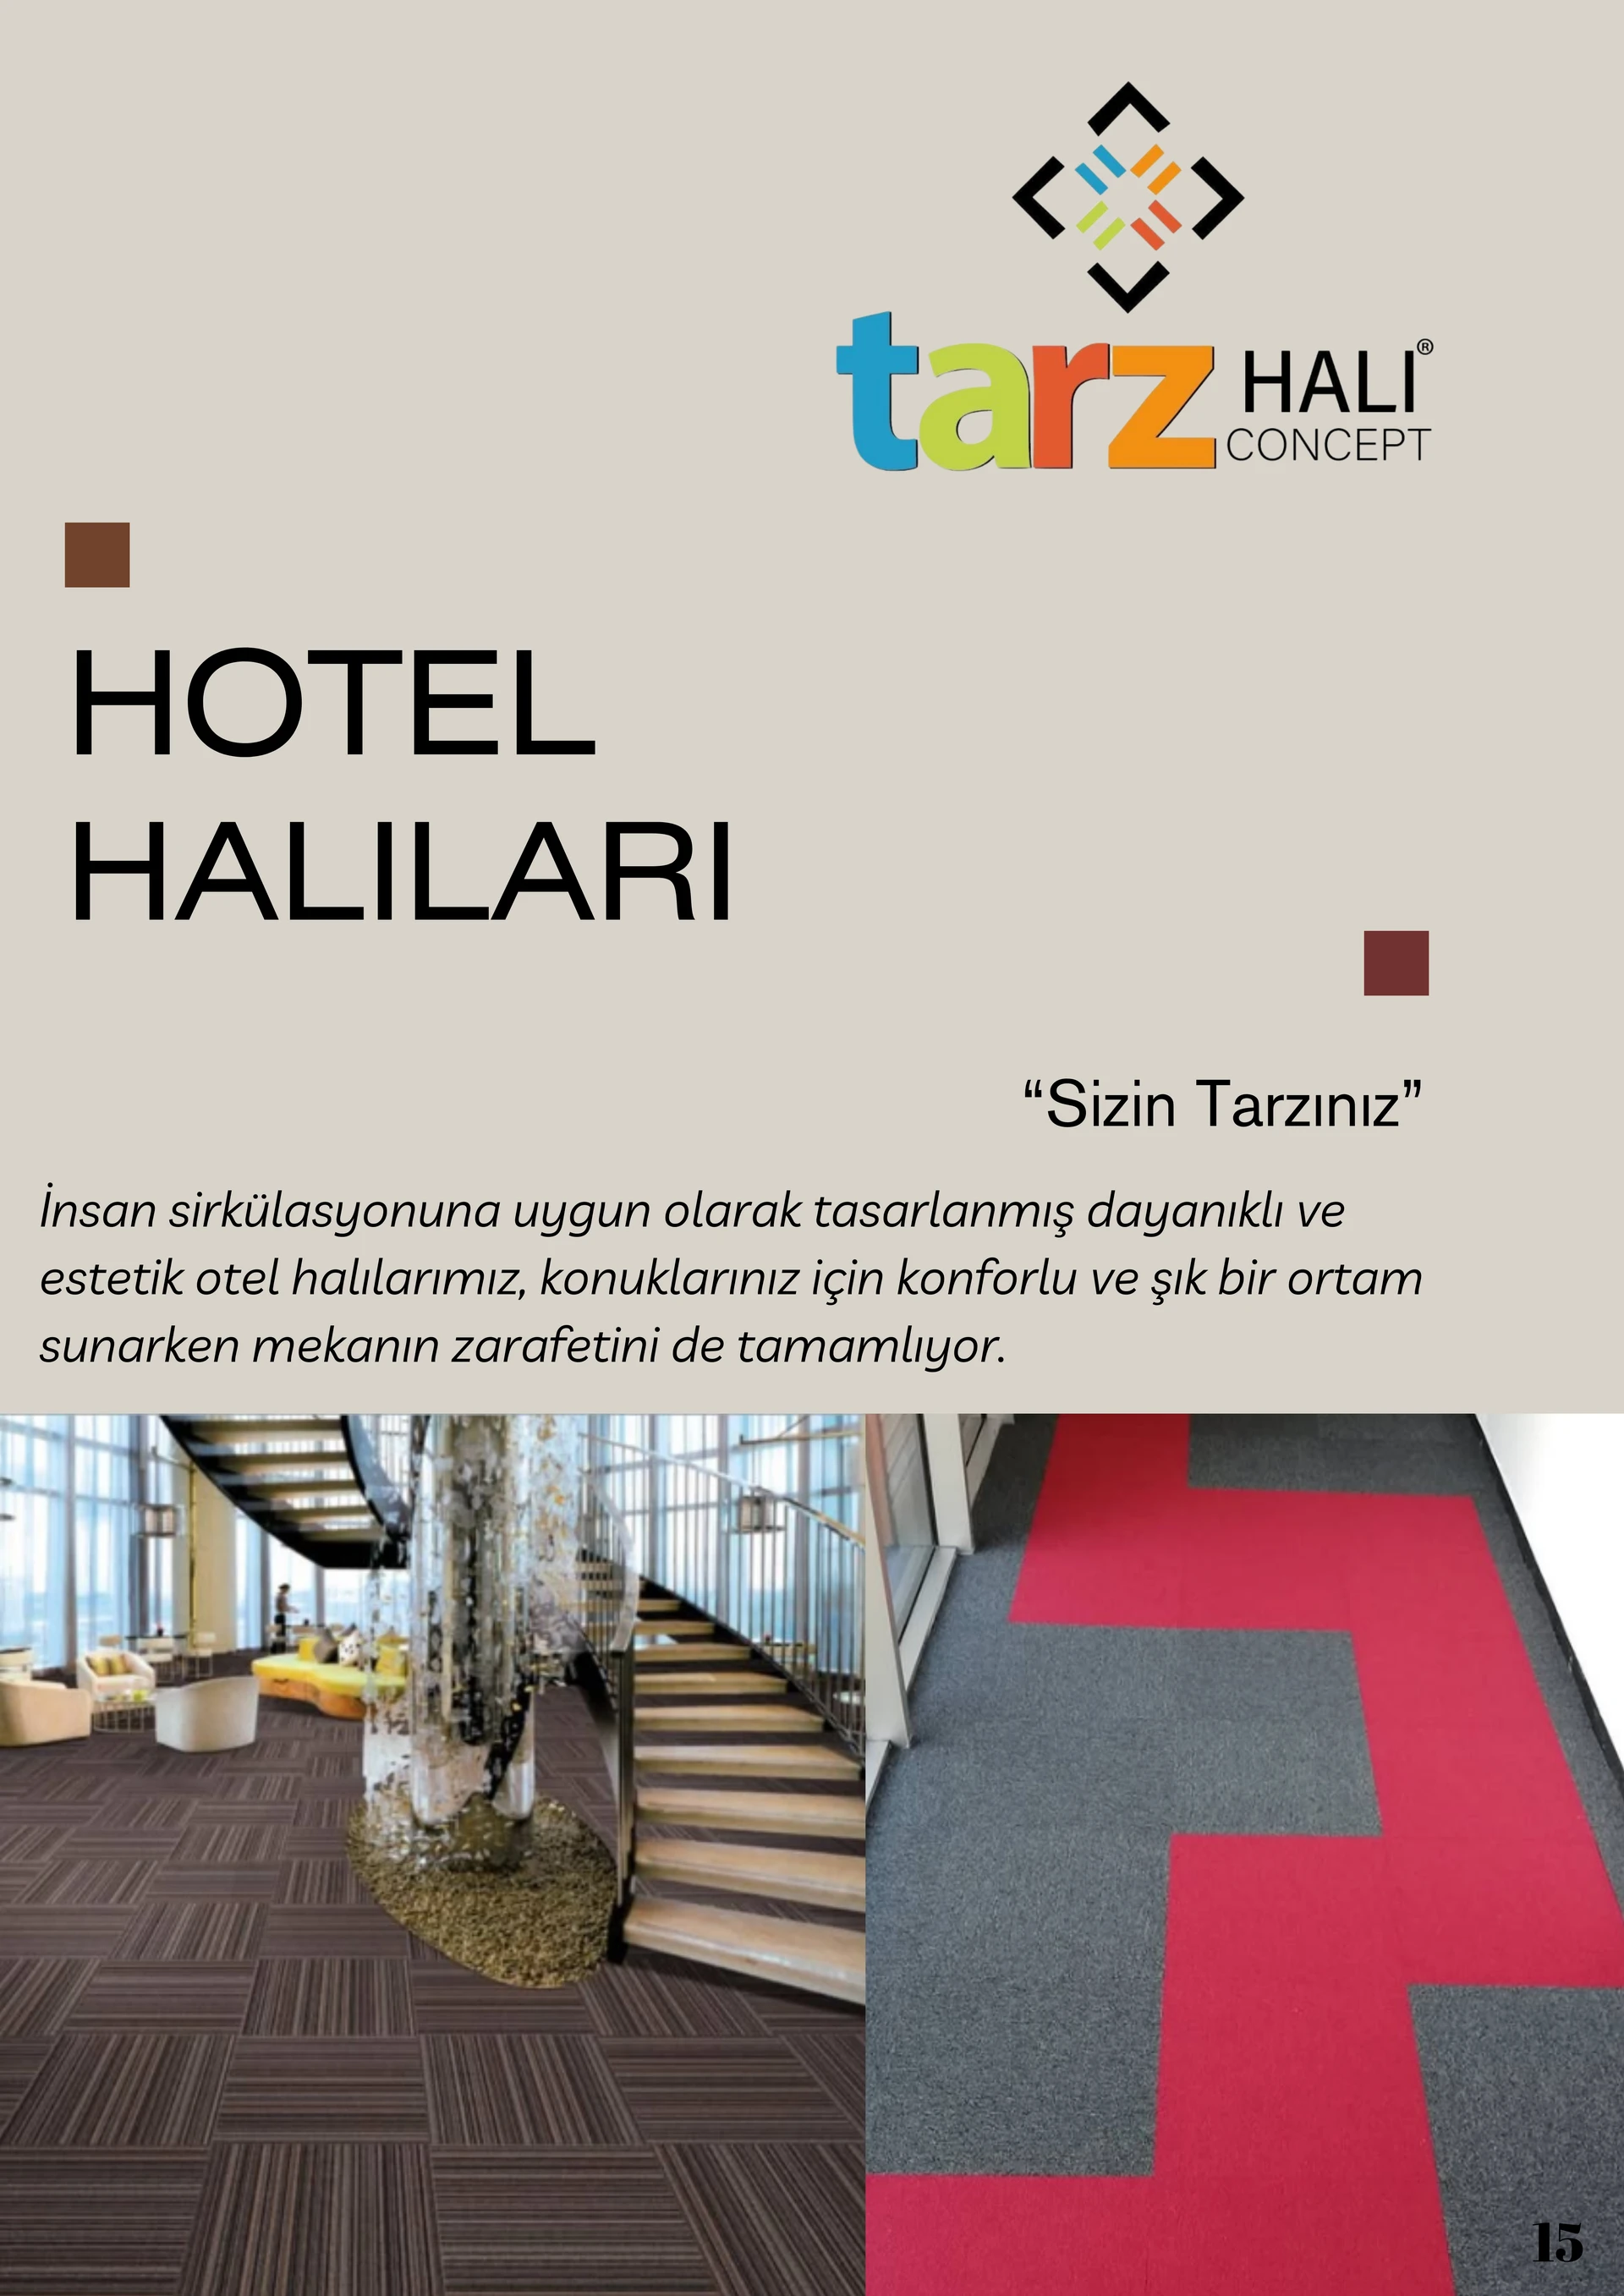 tarz HALI®
CONCEPT
HOTEL
HALILARI
“Sizin Tarzınız”
İnsan sirkülasyonuna uygun olarak tasarlanmış dayanıklı ve
estetik otel halılarımız, konuklarınız için konforlu ve şık bir ortam
sunarken mekanın zarafetini de tamamlıyor.
15